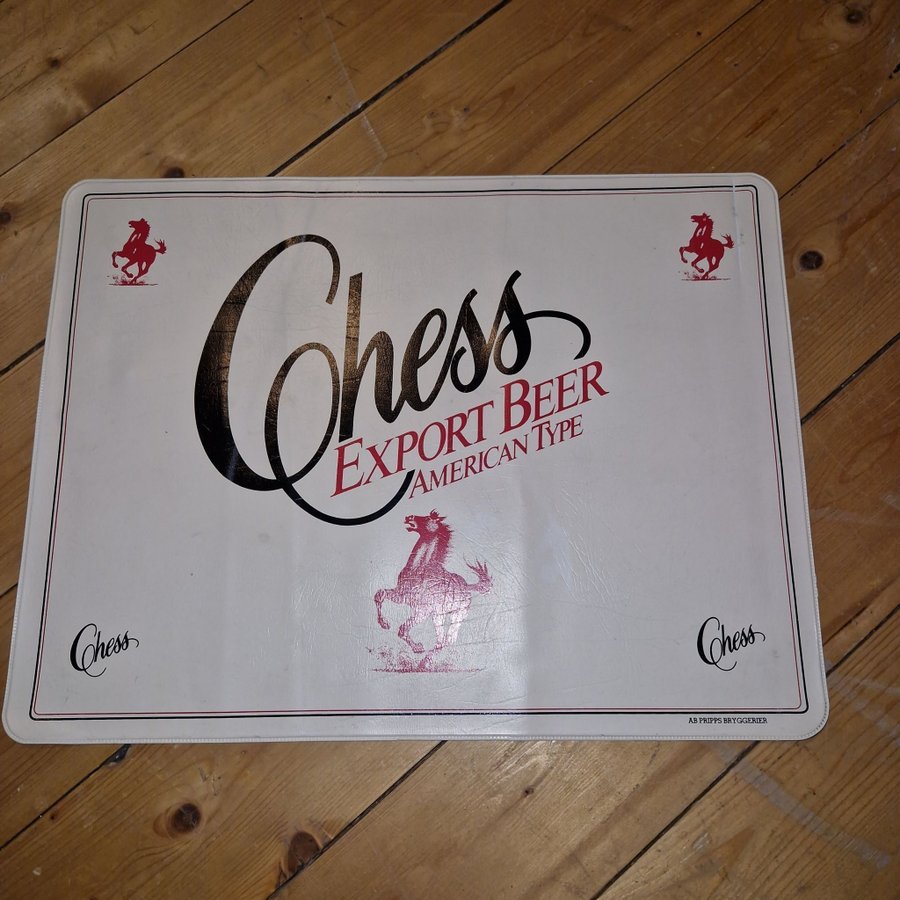 Chess
EXPORT BEER
AMERICAN TYPE
Chess
Chess
AB PRIPPS BRYGGERIER